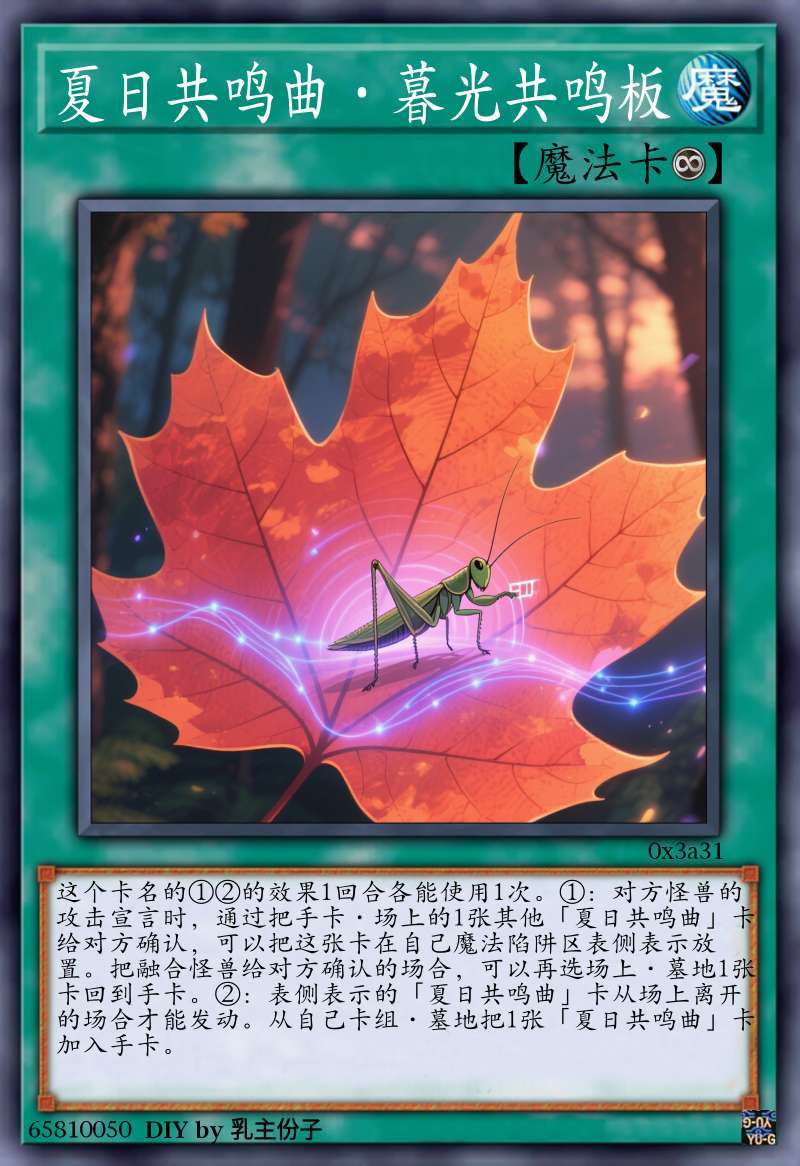 夏日共鸣曲·暮光共鸣板 魔
【魔法卡♾】
0x3a31
这个卡名的①②的效果1回合各能使用1次。①：对方怪兽的
攻击宣言时，通过把手卡·场上的1张其他「夏日共鸣曲」卡
给对方确认，可以把这张卡在自己魔法陷阱区表侧表示放
置。把融合怪兽给对方确认的场合，可以再选场上·墓地1张
卡回到手卡。②：表侧表示的「夏日共鸣曲」卡从场上离开
的场合才能发动。从自己卡组·墓地把1张「夏日共鸣曲」卡
加入手卡。
65810050 DIY by 乳主份子
YU-G
YU-G